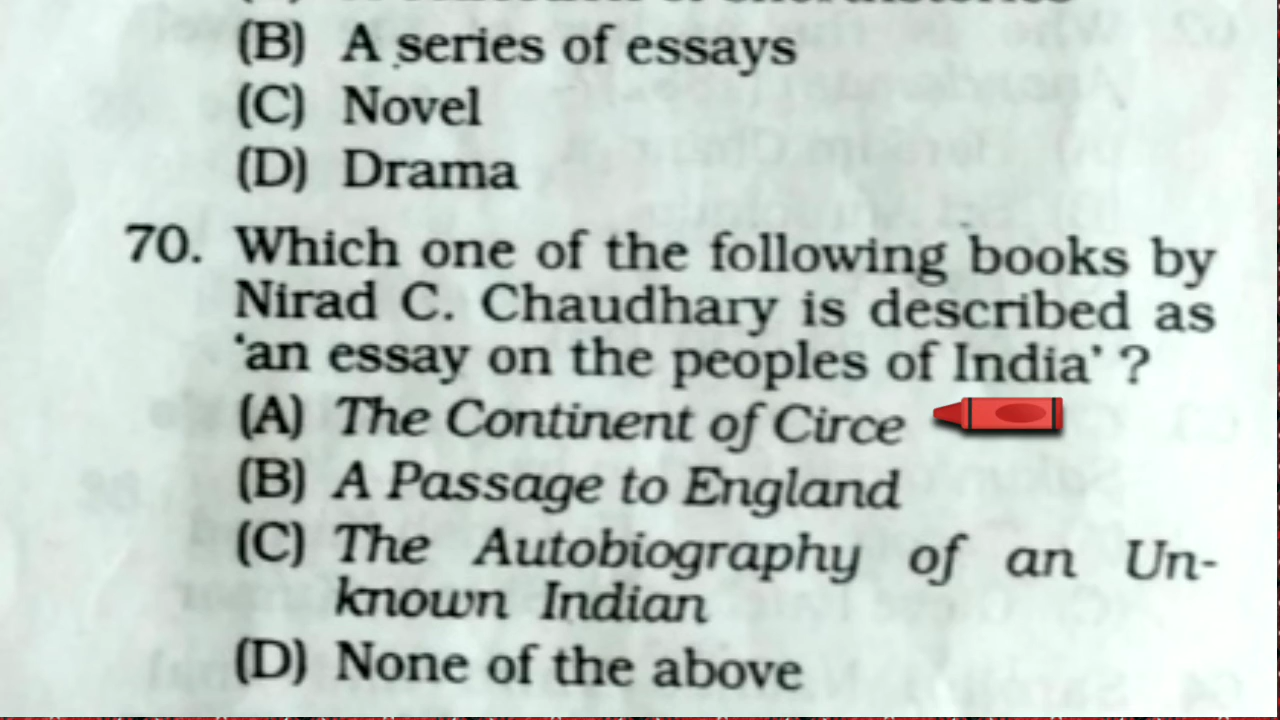 (B) A series of essays
(C) Novel
(D) Drama
70. Which one of the following books by
Nirad C. Chaudhary is described as
‘an essay on the peoples of India’ ?
(A) The Continent of Circe
(B) A Passage to England
(C) The Autobiography of an Un-
known Indian
(D) None of the above